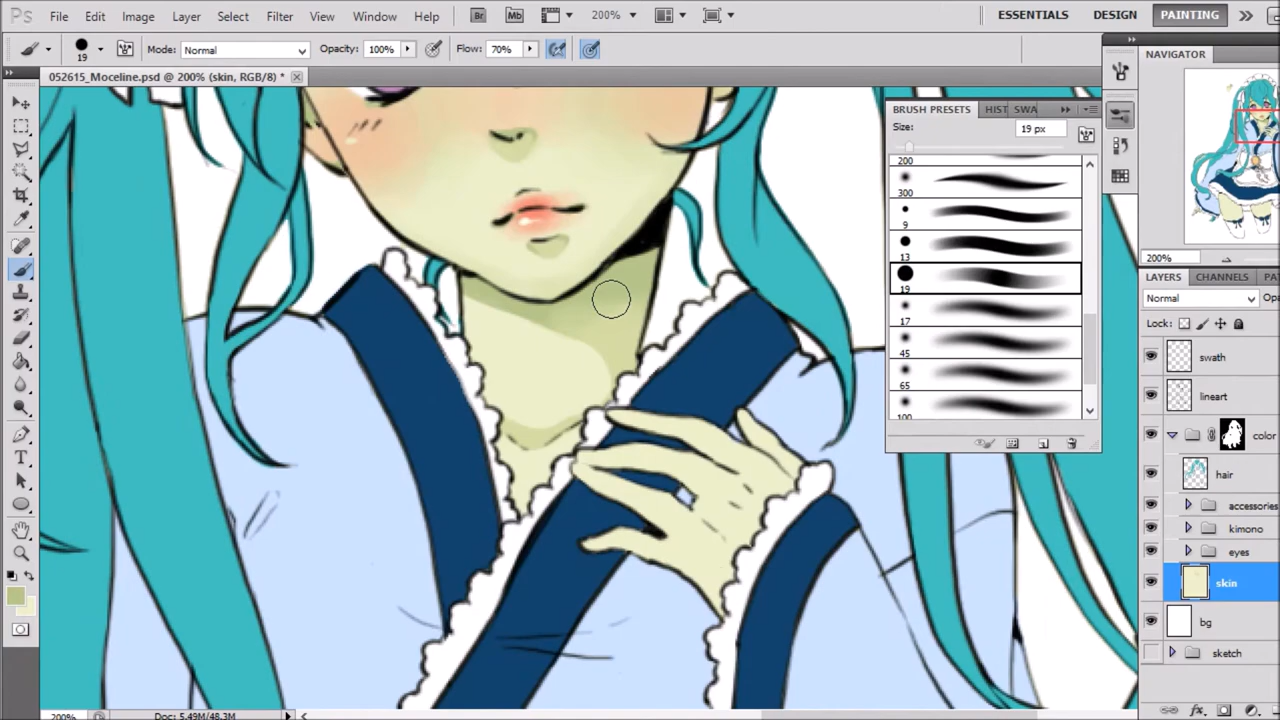 Ps File Edit Image Layer Select Filter View Window Help Br Mb 200% ESSENTIALS DESIGN PAINTING
19 Mode: Normal Opacity: 100% Flow: 70%
052615_Moceline.psd @ 200% (skin, RGB/8) *
NAVIGATOR
BRUSH PRESETS HIST SWA
Size: 19 px
200
300
9
13
19
17
45
65
100
200%
LAYERS CHANNELS PA
Normal Opa
Lock:
swath
lineart
color
hair
accessories
kimono
eyes
skin
bg
sketch
200% Doc: 5.49M/48.3M